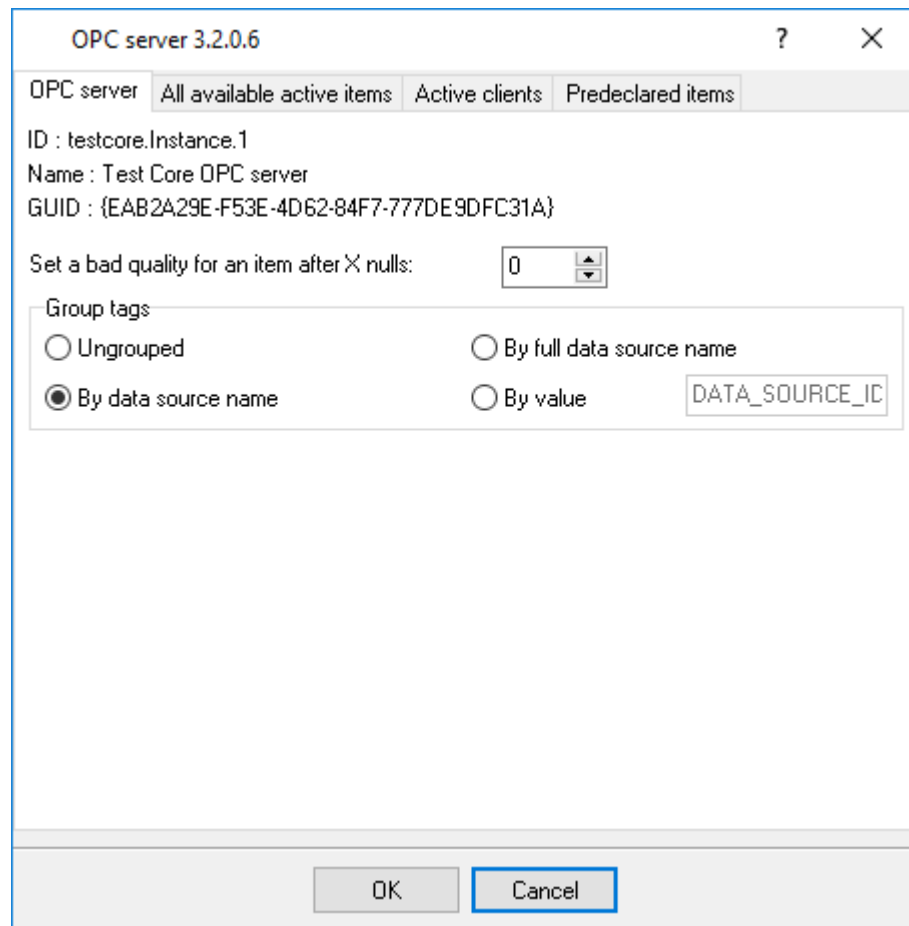 OPC server 3.2.0.6 ?
OPC server All available active items Active clients Predeclared items
ID : testcore.Instance.1
Name : Test Core OPC server
GUID : {EAB2A29E-F53E-4D62-84F7-777DE9DFC31A}
Set a bad quality for an item after X nulls: 0
Group tags
Ungrouped By full data source name
By data source name By value DATA_SOURCE_ID
OK Cancel